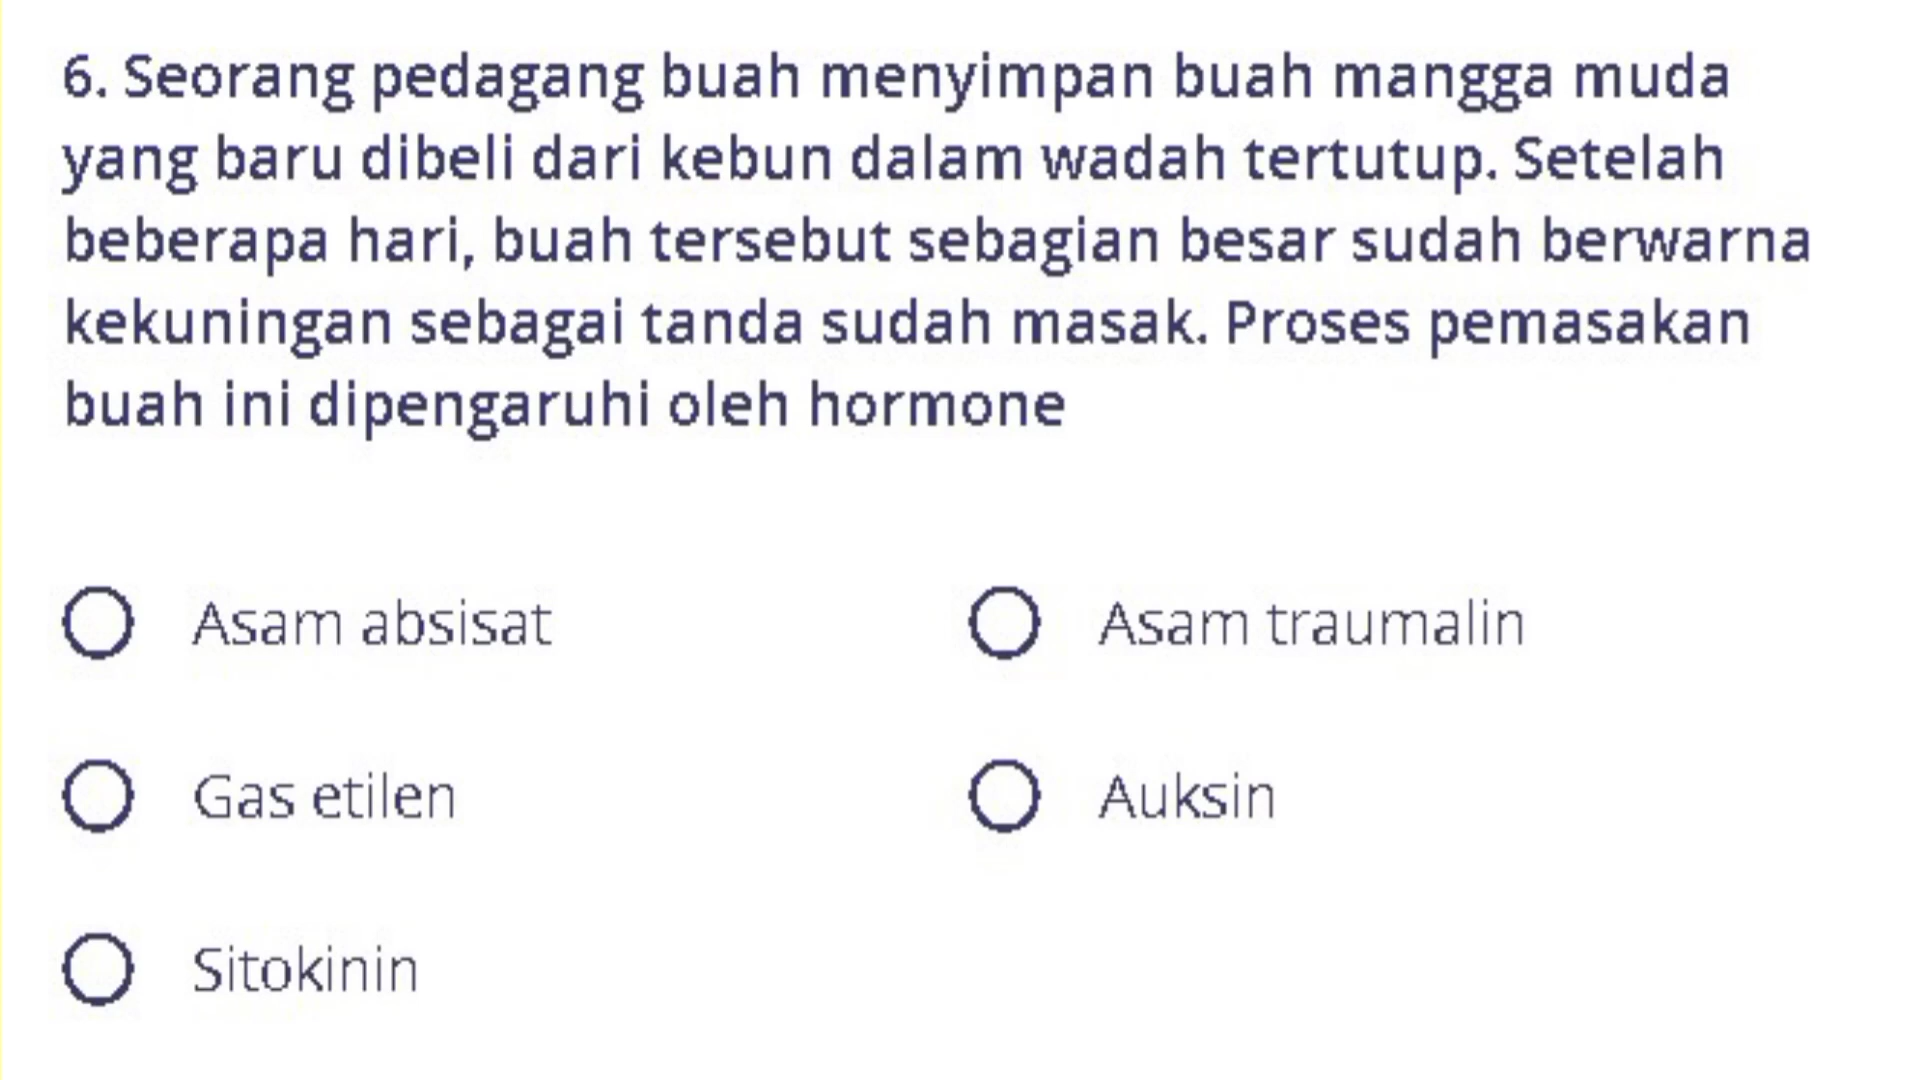 6. Seorang pedagang buah menyimpan buah mangga muda
yang baru dibeli dari kebun dalam wadah tertutup. Setelah
beberapa hari, buah tersebut sebagian besar sudah berwarna
kekuningan sebagai tanda sudah masak. Proses pemasakan
buah ini dipengaruhi oleh hormone
Asam absisat
Asam traumalin
Gas etilen
Auksin
Sitokinin